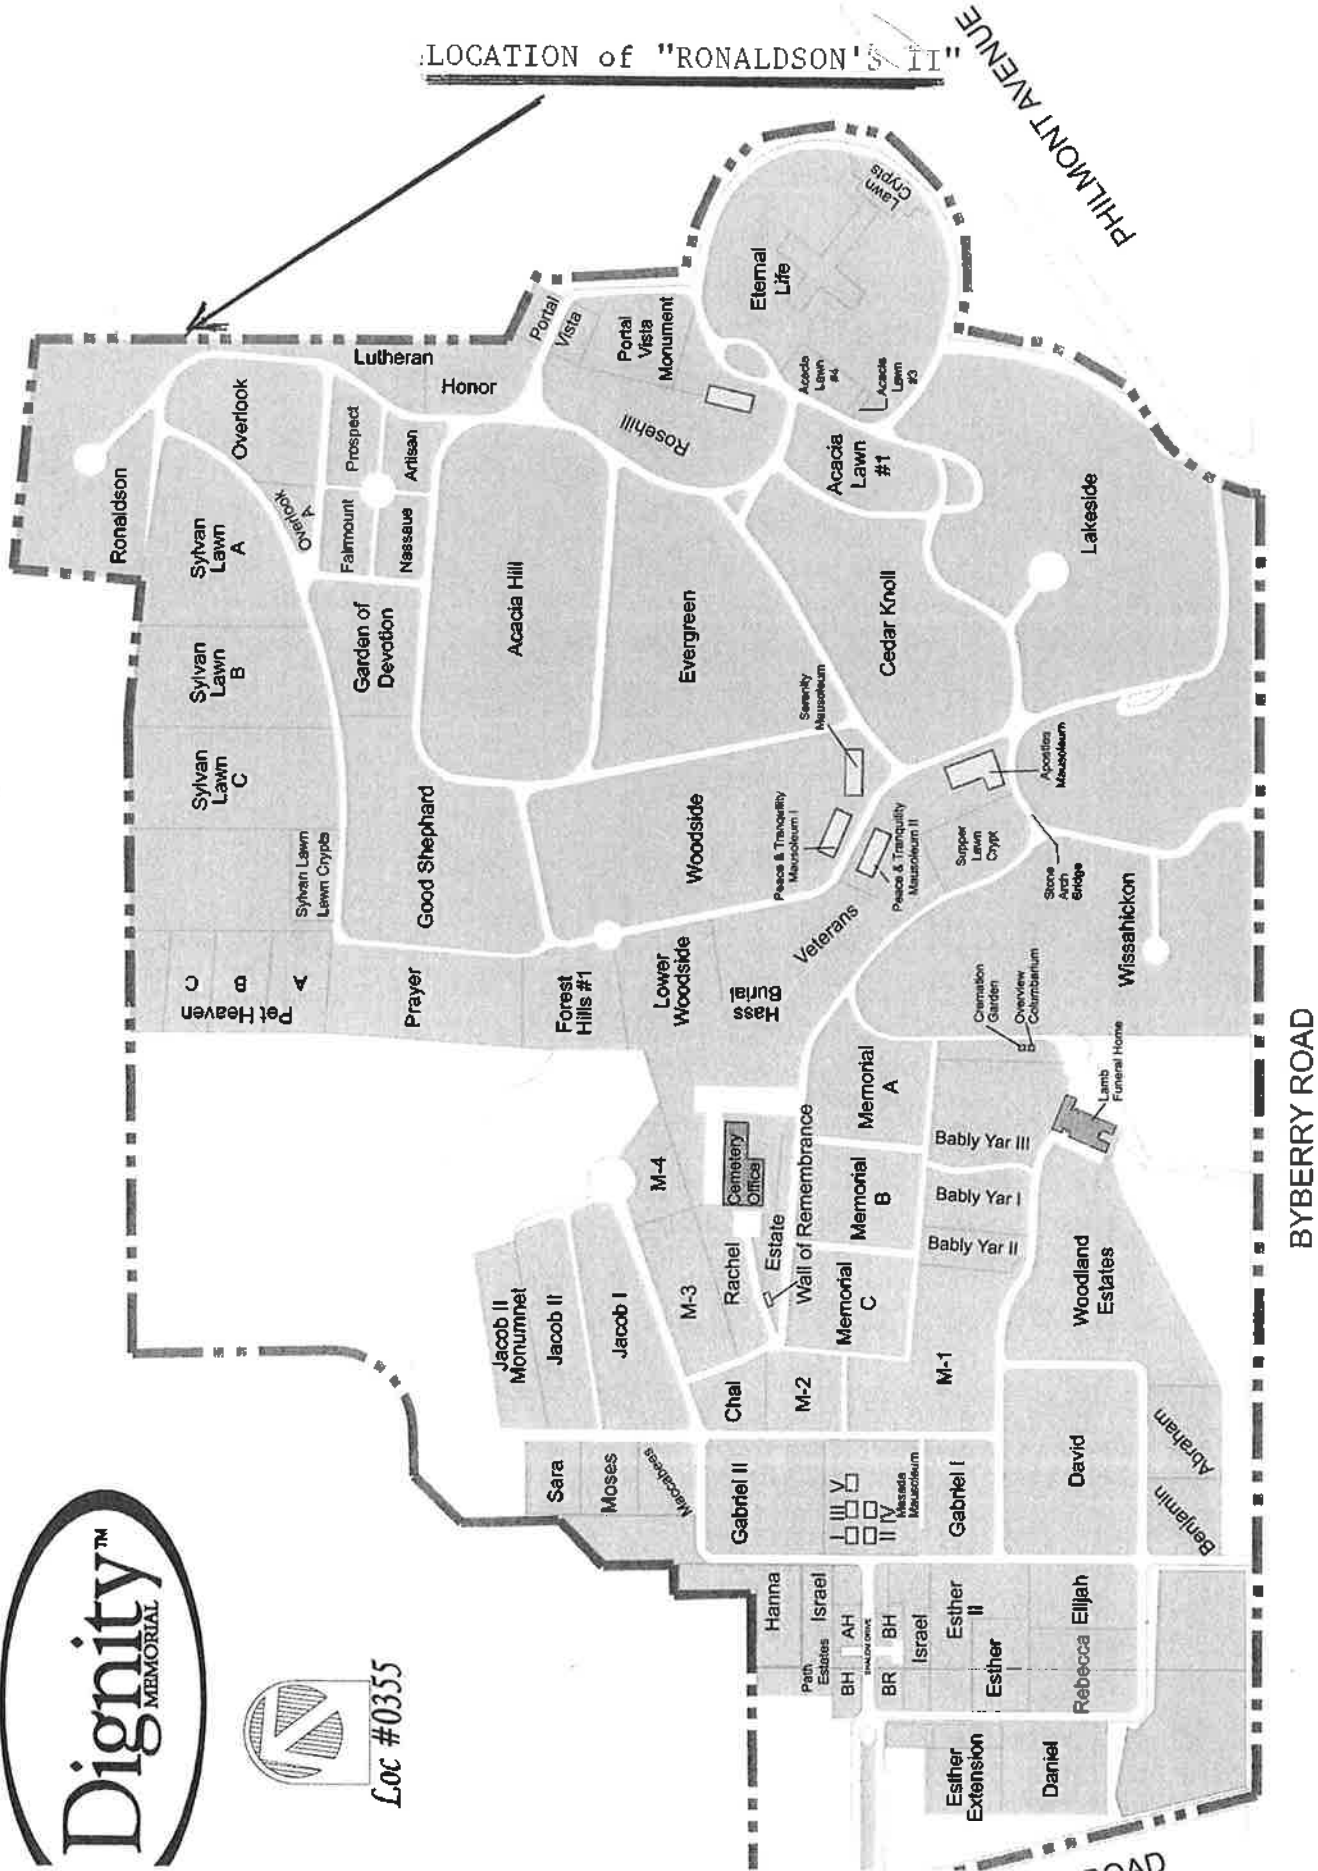 LOCATION of "RONALDSON'S II"
PHILMONT AVENUE
Lawn
Crypts
Eternal
Life
Portal
Vista
Portal
Vista
Monument
Lutheran
Honor
Rosehill
Acacia
Lawn
#4
Acacia
Lawn
#3
Acacia
Lawn
#1
Lakeside
Overlook
Prospect
Artisan
Ronaldson
Overlook
A
Fairmount
Nassaue
Sylvan
Lawn
A
Acacia Hill
Evergreen
Cedar Knoll
Garden of
Devotion
Sylvan
Lawn
B
Serenity
Mausoleum
Sylvan
Lawn
C
Apostles
Mausoleum
Good Shephard
Woodside
Peace & Tranquility
Mausoleum I
Peace & Tranquility
Mausoleum II
Supper
Lawn
Crypt
Stone
Arch
Bridge
Sylvan Lawn
Lawn Crypts
Veterans
Wissahickon
Pet Heaven
A
B
C
Prayer
Forest
Hills #1
Lower
Woodside
Hass
Burial
Cremation
Garden
Overview
Columbarium
Lamb
Funeral Home
Memorial
A
M-4
Cemetery
Office
Wall of Remembrance
Bably Yar III
Memorial
B
Bably Yar I
Estate
Rachel
Bably Yar II
BYBERRY ROAD
Memorial
C
M-3
Woodland
Estates
Jacob II
Monumnet
Jacob II
Jacob I
Chal
M-2
M-1
Abraham
David
Sara
Moses
Maccabees
Gabriel II
I III V
II IV
Masada
Mausoleum
Gabriel I
Benjamin
Hanna
Israel
AH
BH
Israel
Esther
II
Elijah
Path
Estates
BH
SHALOM DRIVE
BR
Esther
Rebecca
Esther
Extension
Daniel
Dignity™
MEMORIAL
Loc #0355
ROAD